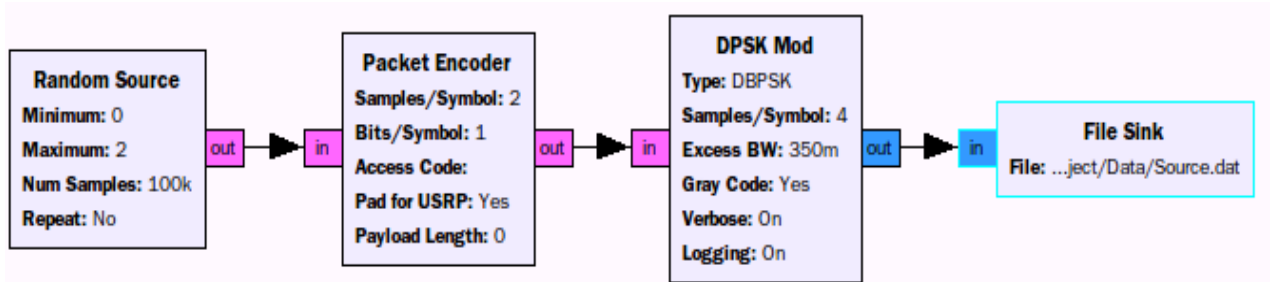 Random Source
Minimum: 0
Maximum: 2
Num Samples: 100k
Repeat: No
out
in
Packet Encoder
Samples/Symbol: 2
Bits/Symbol: 1
Access Code:
Pad for USRP: Yes
Payload Length: 0
out
in
DPSK Mod
Type: DBPSK
Samples/Symbol: 4
Excess BW: 350m
Gray Code: Yes
Verbose: On
Logging: On
out
in
File Sink
File: ...ject/Data/Source.dat